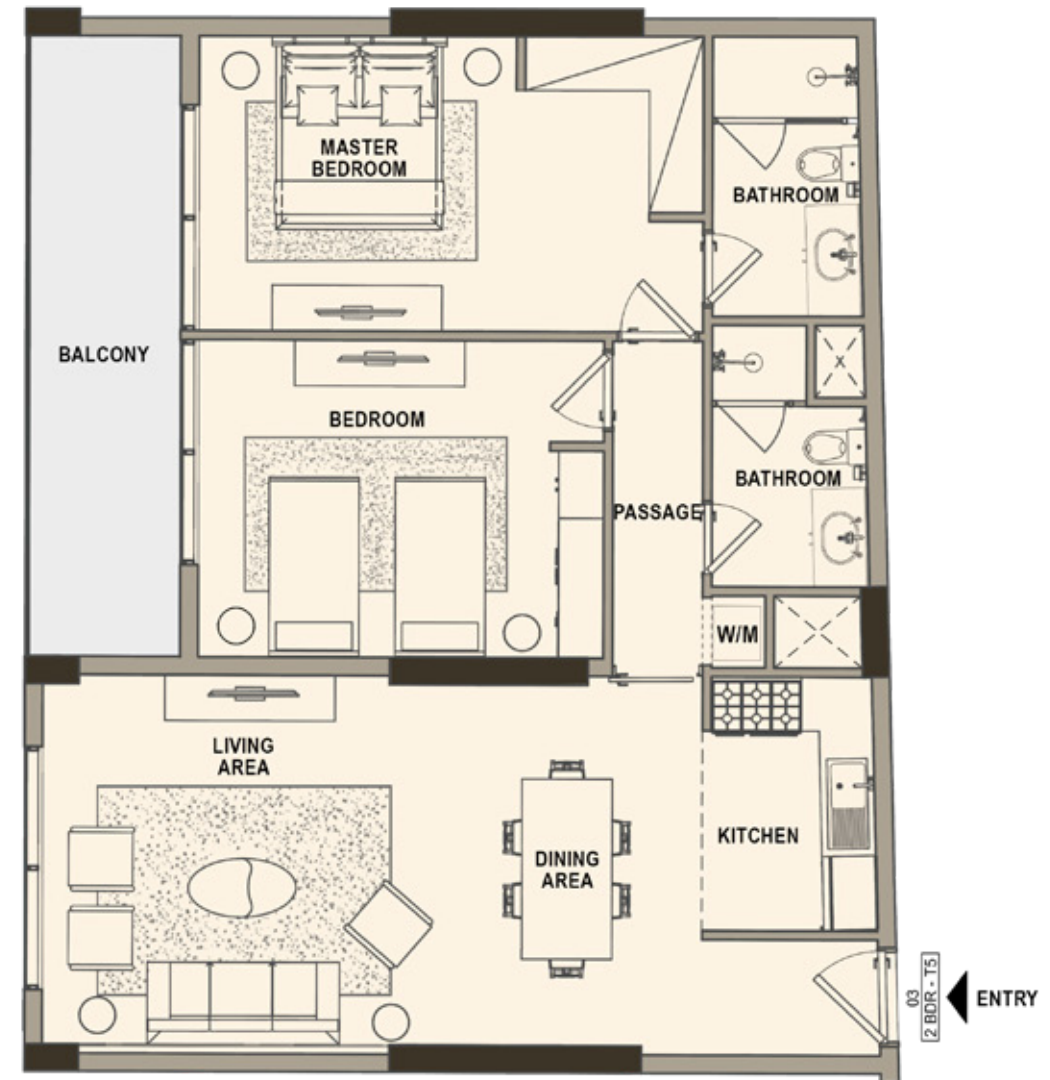 MASTER
BEDROOM
BATHROOM
BALCONY
BEDROOM
BATHROOM
PASSAGE
W/M
LIVING
AREA
KITCHEN
DINING
AREA
03
2 BDR - T5
ENTRY